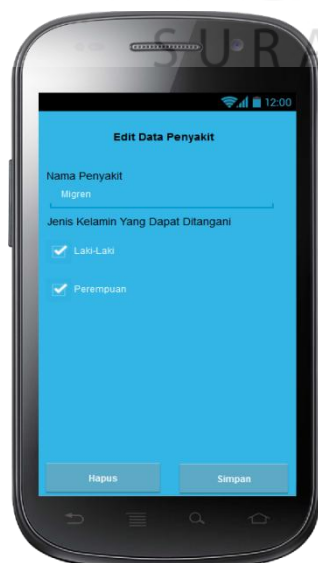 SURA
12:00
Edit Data Penyakit
Nama Penyakit
Migren
Jenis Kelamin Yang Dapat Ditangani
Laki-Laki
Perempuan
Hapus
Simpan